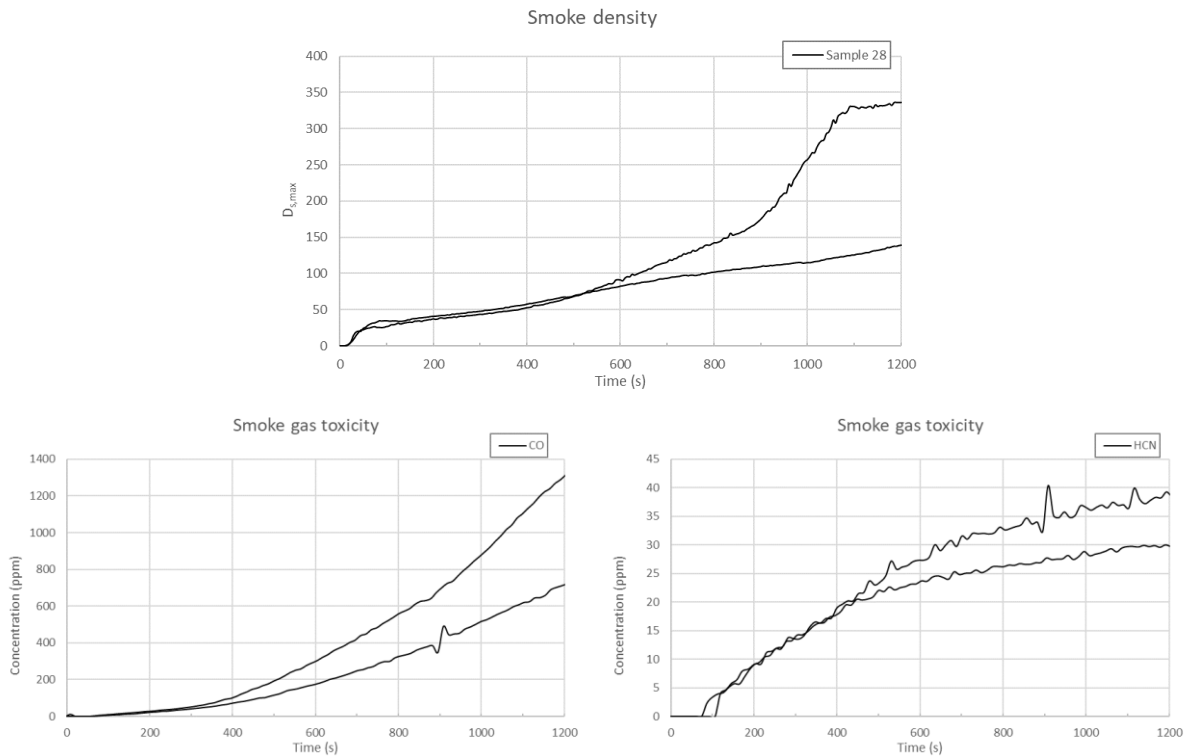 Smoke density
Sample 28
400
350
300
250
200
150
100
50
0
D_s,max
0 200 400 600 800 1000 1200
Time (s)
Smoke gas toxicity
CO
1400
1200
1000
800
600
400
200
0
Concentration (ppm)
0 200 400 600 800 1000 1200
Time (s)
Smoke gas toxicity
HCN
45
40
35
30
25
20
15
10
5
0
Concentration (ppm)
0 200 400 600 800 1000 1200
Time (s)